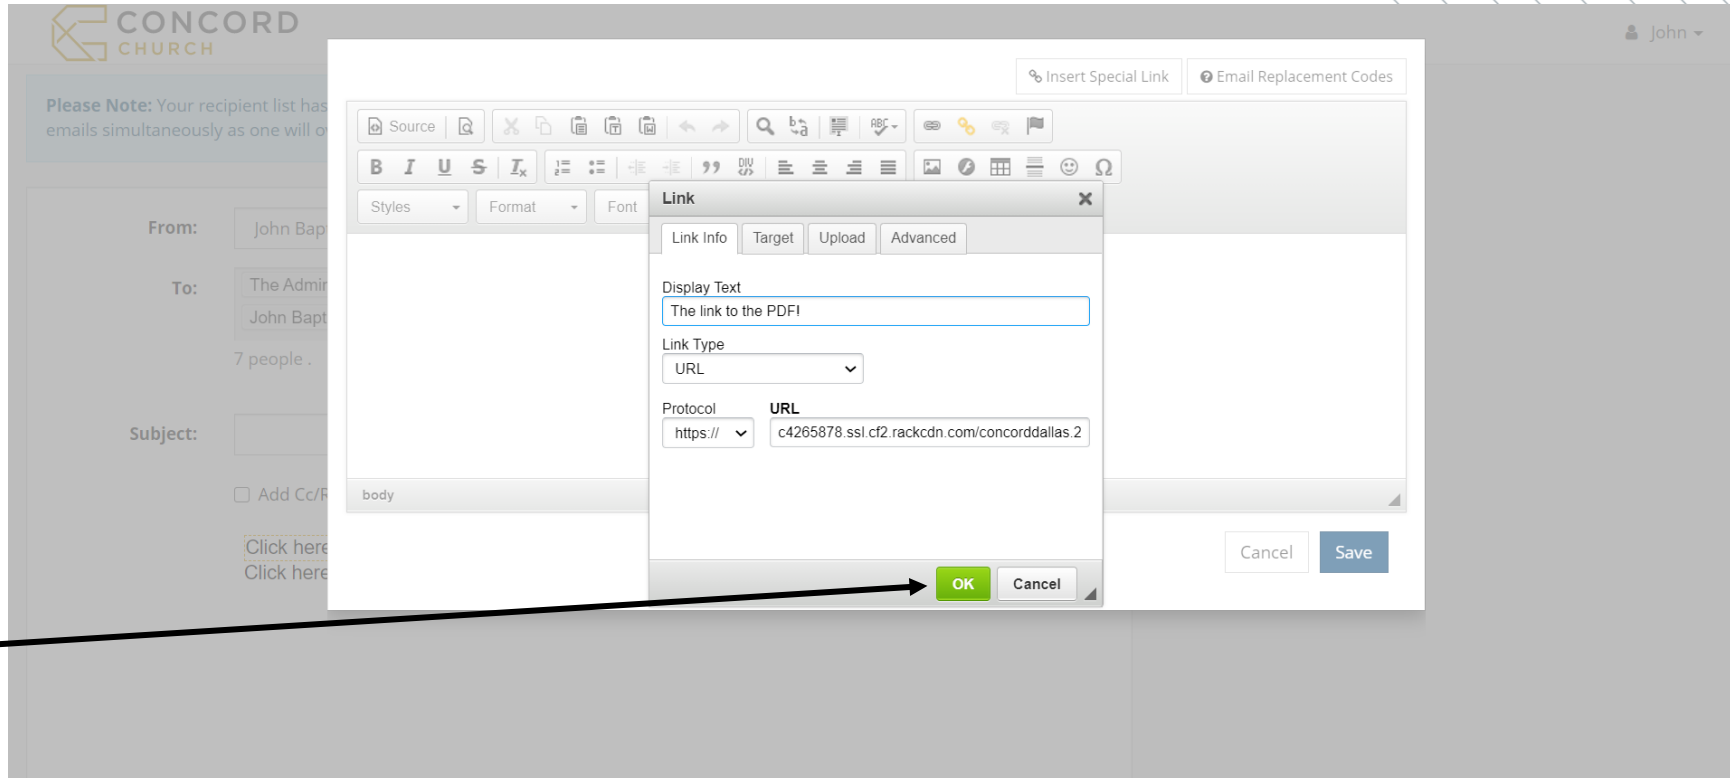 CONCORD
CHURCH
John
Insert Special Link
Email Replacement Codes
Please Note: Your recipient list has
emails simultaneously as one will
Source
ABC
B I U S Tx
DIV
Ω
Styles
Format
Font
Link
Link Info
Target
Upload
Advanced
From:
John Bap
To:
The Admi
John Bapt
7 people .
Display Text
The link to the PDF!
Link Type
URL
Protocol
URL
https://
c4265878.ssl.cf2.rackcdn.com/concorddallas.2
Subject:
Add Cc/
body
Click here
Click here
Cancel
Save
OK
Cancel